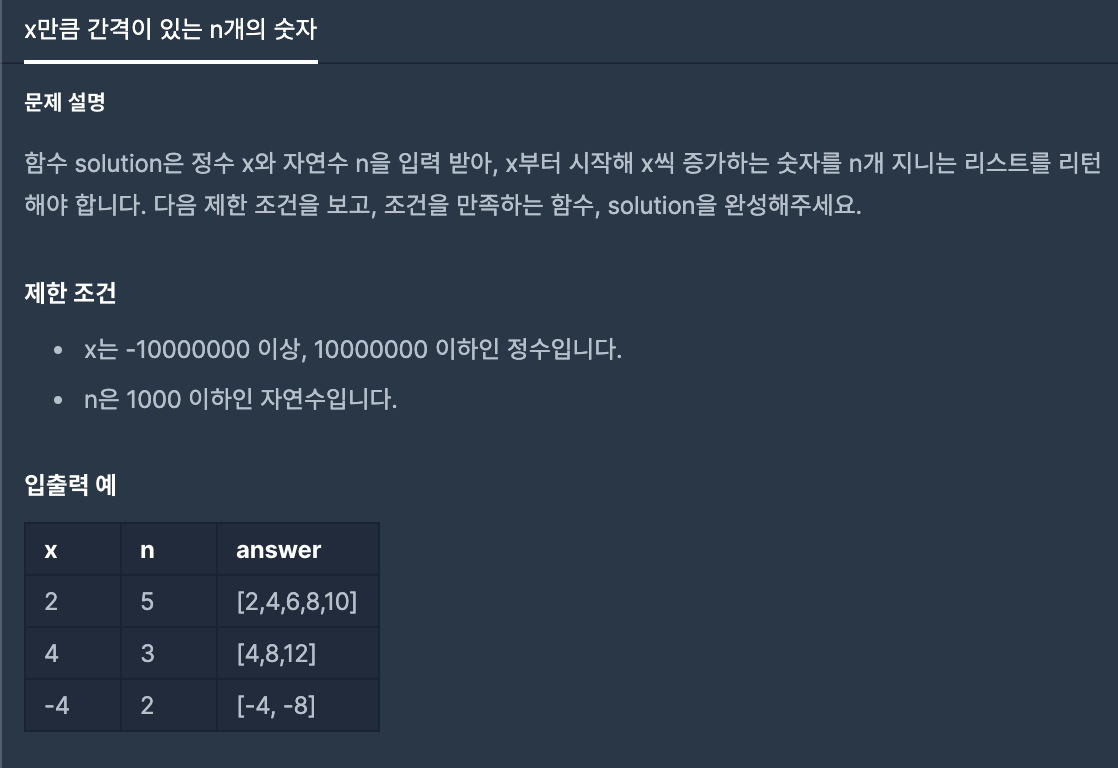 x만큼 간격이 있는 n개의 숫자
문제 설명
함수 solution은 정수 x와 자연수 n을 입력 받아, x부터 시작해 x씩 증가하는 숫자를 n개 지니는 리스트를 리턴
해야 합니다. 다음 제한 조건을 보고, 조건을 만족하는 함수, solution을 완성해주세요.
제한 조건
• x는 -10000000 이상, 10000000 이하인 정수입니다.
• n은 1000 이하인 자연수입니다.
입출력 예
x n answer
2 5 [2,4,6,8,10]
4 3 [4,8,12]
-4 2 [-4, -8]